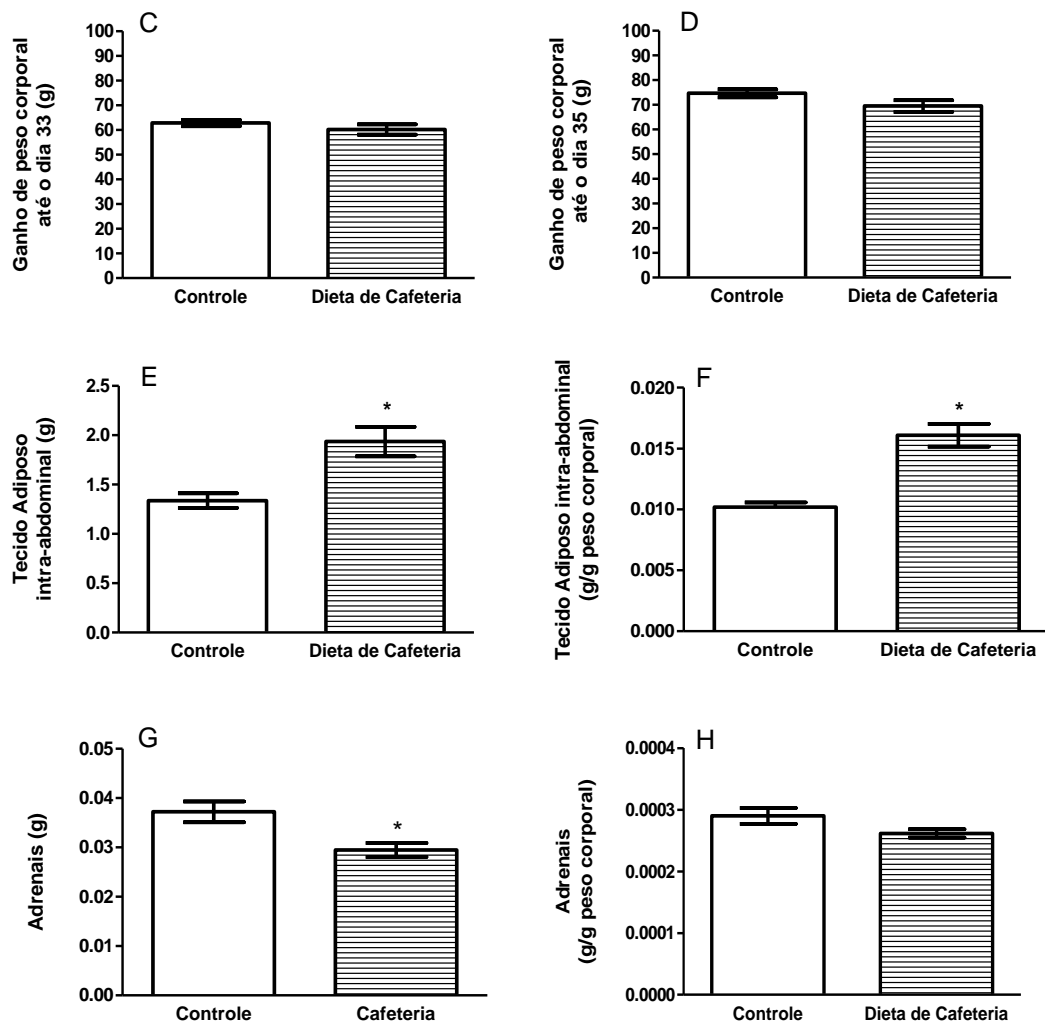 C
Ganho de peso corporal
até o dia 33 (g)
100
90
80
70
60
50
40
30
20
10
0
Controle
Dieta de Cafeteria
D
Ganho de peso corporal
até o dia 35 (g)
100
90
80
70
60
50
40
30
20
10
0
Controle
Dieta de Cafeteria
E
Tecido Adiposo
intra-abdominal (g)
2.5
2.0
1.5
1.0
0.5
0.0
*
Controle
Dieta de Cafeteria
F
Tecido Adiposo intra-abdominal
(g/g peso corporal)
0.020
0.015
0.010
0.005
0.000
*
Controle
Dieta de Cafeteria
G
Adrenais (g)
0.05
0.04
0.03
0.02
0.01
0.00
*
Controle
Cafeteria
H
Adrenais
(g/g peso corporal)
0.0004
0.0003
0.0002
0.0001
0.0000
Controle
Dieta de Cafeteria